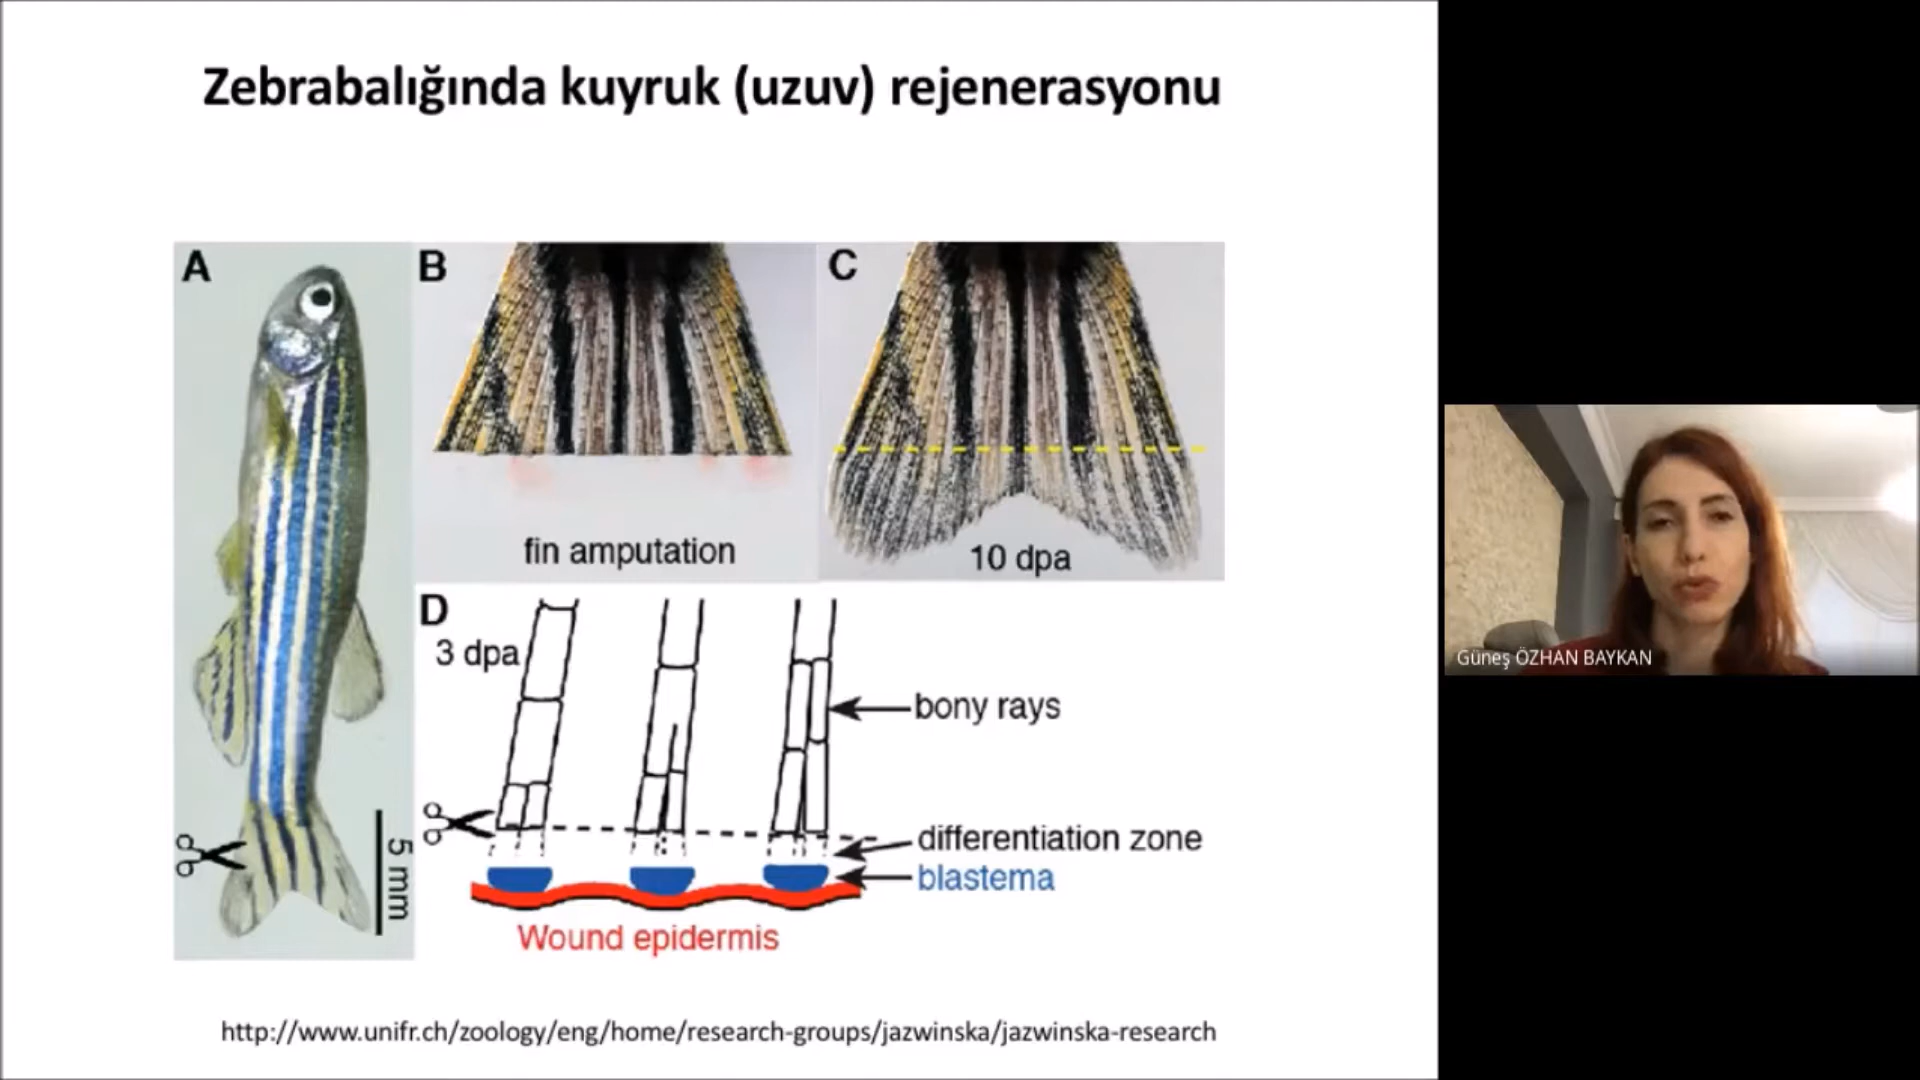 Zebrabalığında kuyruk (uzuv) rejenerasyonu
A
B
C
fin amputation
10 dpa
D
3 dpa
bony rays
differentiation zone
blastema
5 mm
Wound epidermis
http://www.unifr.ch/zoology/eng/home/research-groups/jazwinska/jazwinska-research
Güneş ÖZHAN BAYKAN